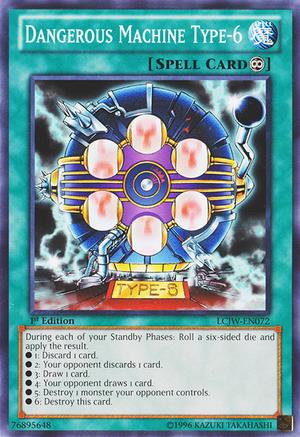 DANGEROUS MACHINE TYPE-6
[SPELL CARD]
TYPE-6
1st Edition
LCJW-EN072
During each of your Standby Phases: Roll a six-sided die and
apply the result.
● 1: Discard 1 card.
● 2: Your opponent discards 1 card.
● 3: Draw 1 card.
● 4: Your opponent draws 1 card.
● 5: Destroy 1 monster your opponent controls.
● 6: Destroy this card.
76895648
©1996 KAZUKI TAKAHASHI